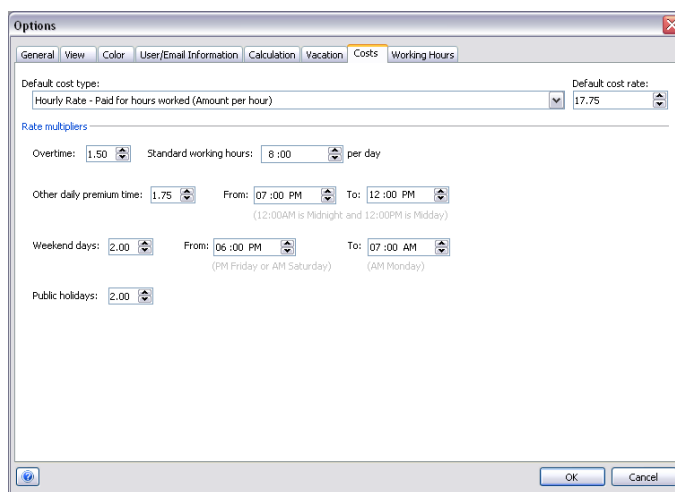 Options
General View Color User/Email Information Calculation Vacation Costs Working Hours
Default cost type: Default cost rate:
Hourly Rate - Paid for hours worked (Amount per hour) 17.75
Rate multipliers
Overtime: 1.50 Standard working hours: 8 :00 per day
Other daily premium time: 1.75 From: 07 :00 PM To: 12 :00 PM
(12:00AM is Midnight and 12:00PM is Midday)
Weekend days: 2.00 From: 06 :00 PM To: 07 :00 AM
(PM Friday or AM Saturday) (AM Monday)
Public holidays: 2.00
OK Cancel